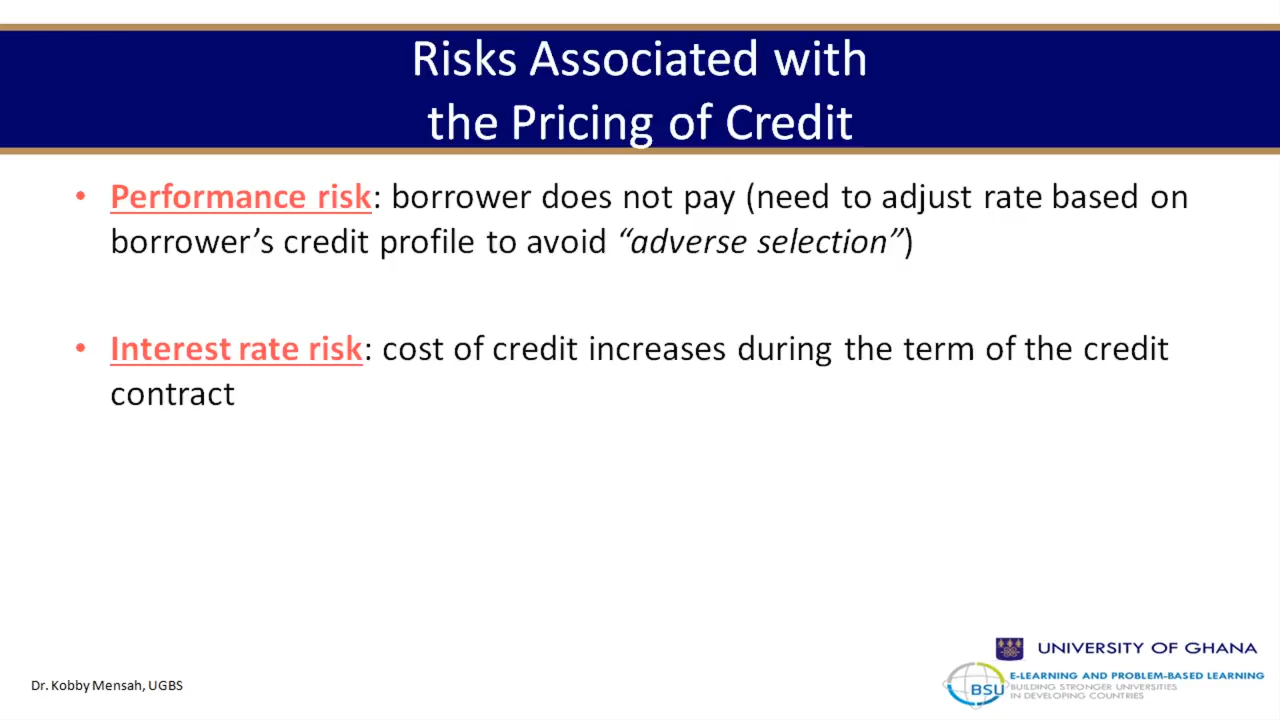 Risks Associated with
the Pricing of Credit
• Performance risk: borrower does not pay (need to adjust rate based on
borrower’s credit profile to avoid “adverse selection”)
• Interest rate risk: cost of credit increases during the term of the credit
contract
UNIVERSITY OF GHANA
Dr. Kobby Mensah, UGBS
BSU
E-LEARNING AND PROBLEM-BASED LEARNING
BUILDING STRONGER UNIVERSITIES
IN DEVELOPING COUNTRIES